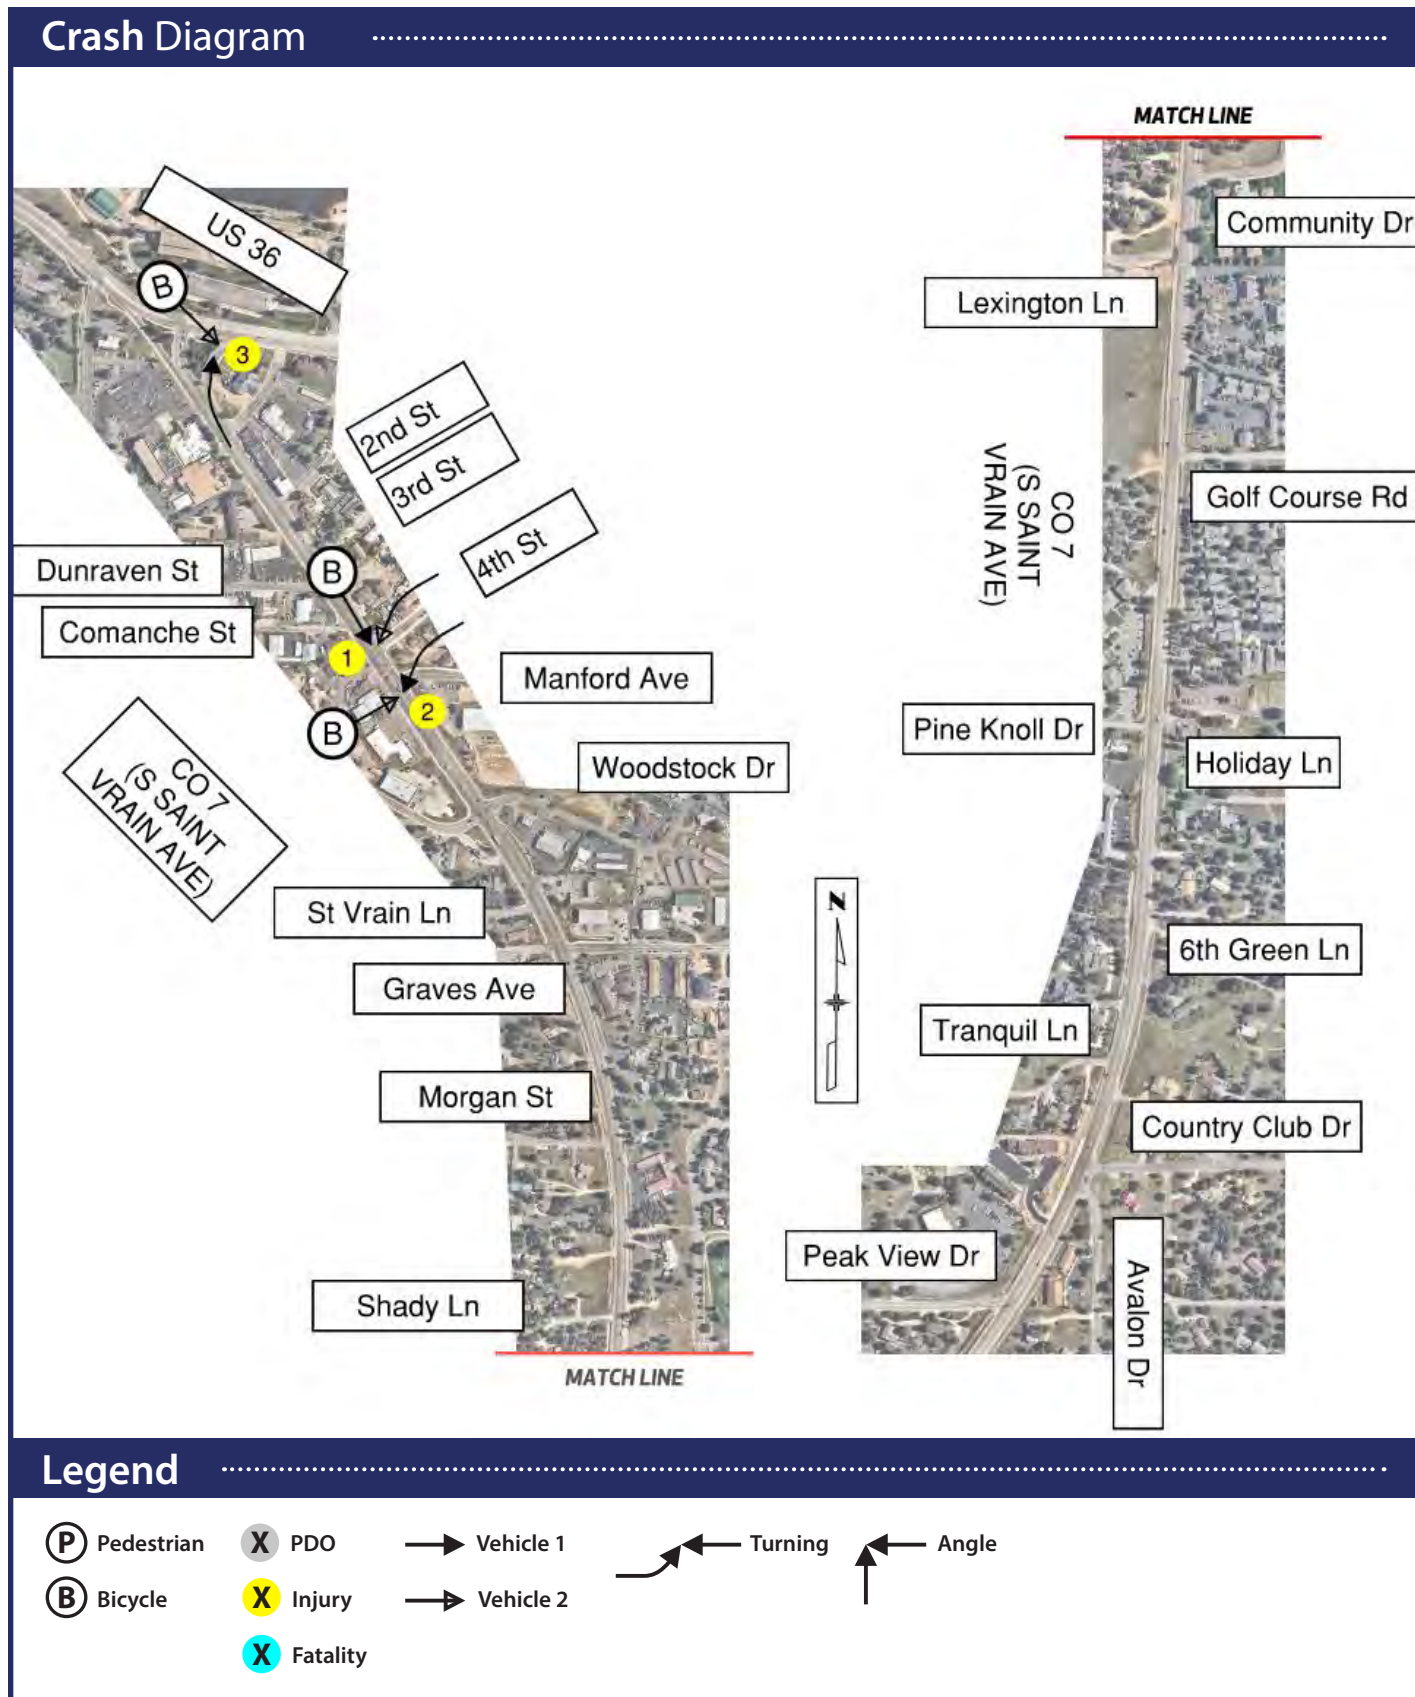 Crash Diagram
MATCH LINE
US 36
B
3
2nd St
3rd St
4th St
B
Dunraven St
Comanche St
1
2
B
Manford Ave
Woodstock Dr
CO 7
(S SAINT
VRAIN AVE)
St Vrain Ln
Graves Ave
Morgan St
Shady Ln
MATCH LINE
Community Dr
Lexington Ln
CO 7
(S SAINT
VRAIN AVE)
Golf Course Rd
Pine Knoll Dr
Holiday Ln
N
6th Green Ln
Tranquil Ln
Country Club Dr
Peak View Dr
Avalon Dr
Legend
P Pedestrian
X PDO
Vehicle 1
Turning
Angle
B Bicycle
X Injury
Vehicle 2
X Fatality